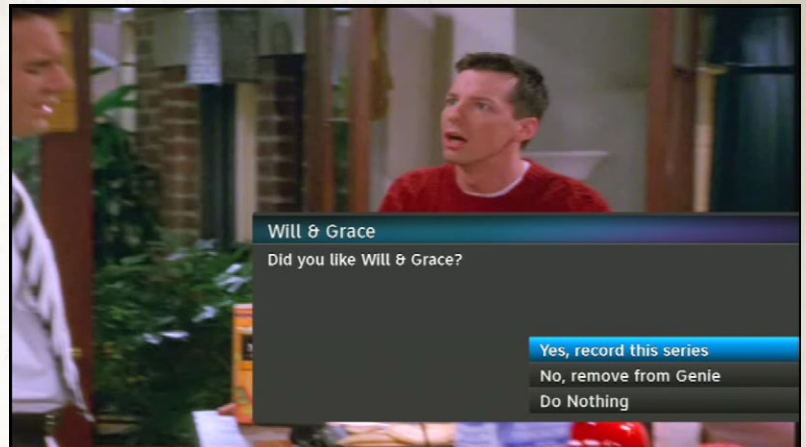 Will & Grace
Did you like Will & Grace?
Yes, record this series
No, remove from Genie
Do Nothing